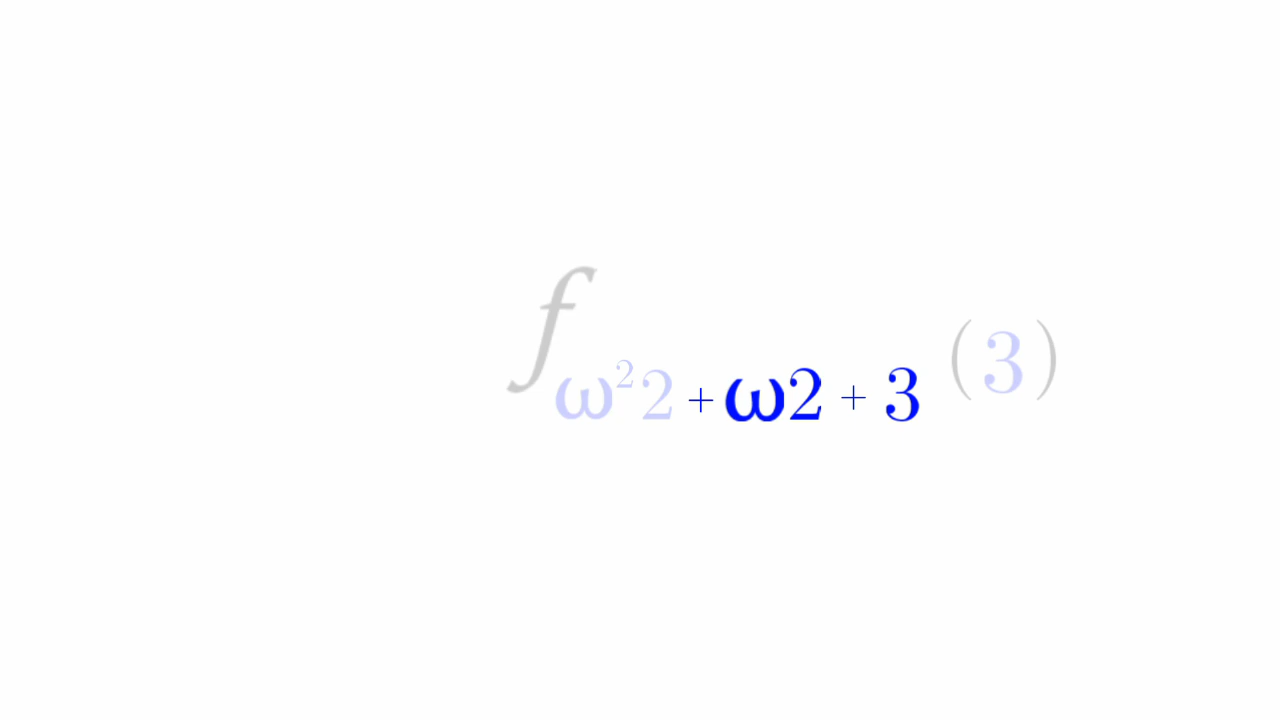 f_{ω²2 + ω2 + 3} (3)